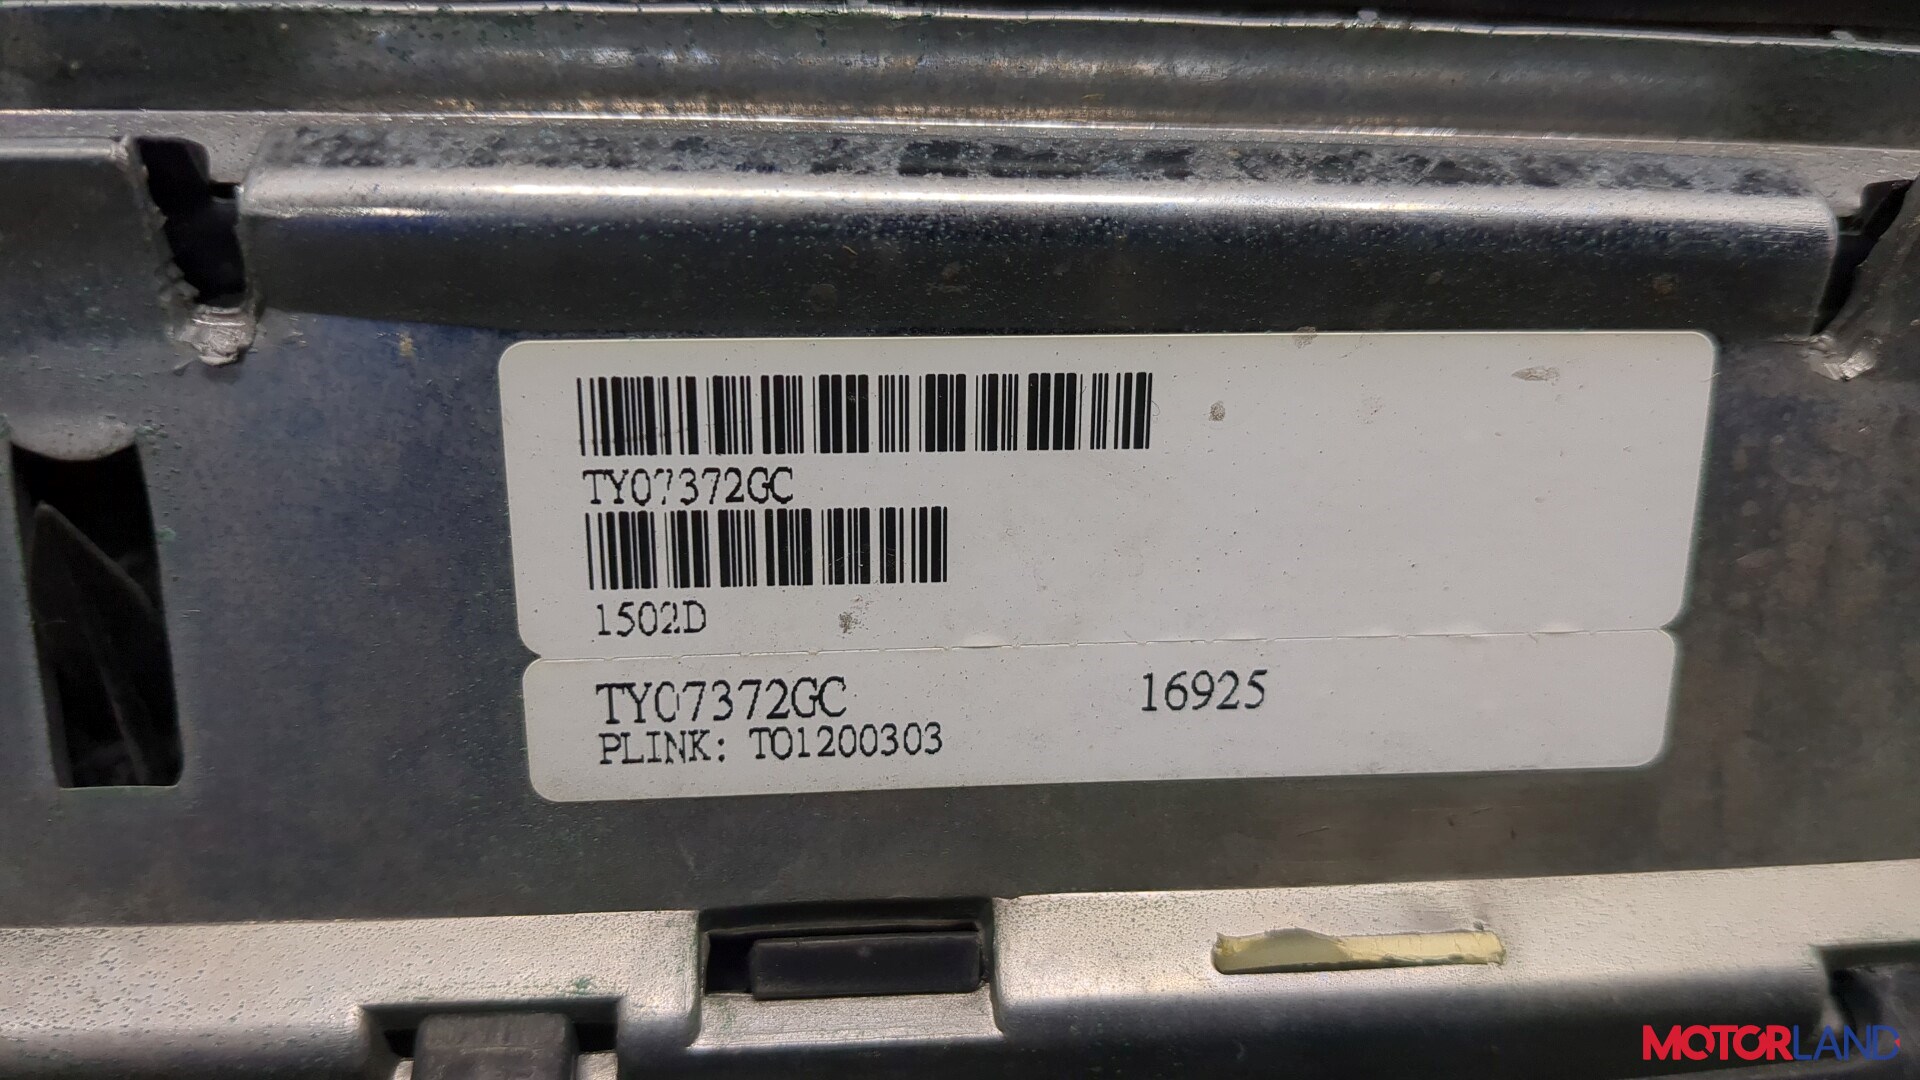 TY07372GC
1502D
TY07372GC 16925
PLINK: T01200303
MOTORLAND